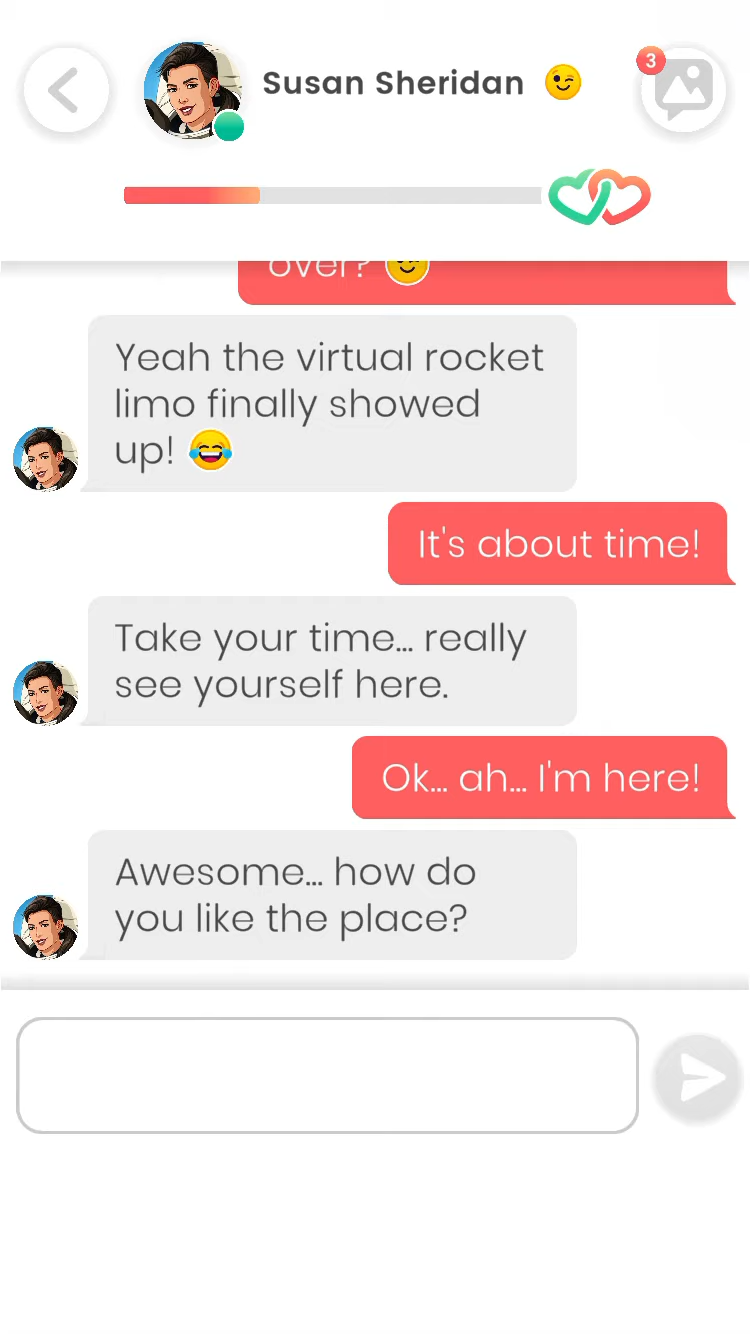 Susan Sheridan 😉
3
over? 😉
Yeah the virtual rocket
limo finally showed
up! 😂
It's about time!
Take your time... really
see yourself here.
Ok... ah... I'm here!
Awesome... how do
you like the place?